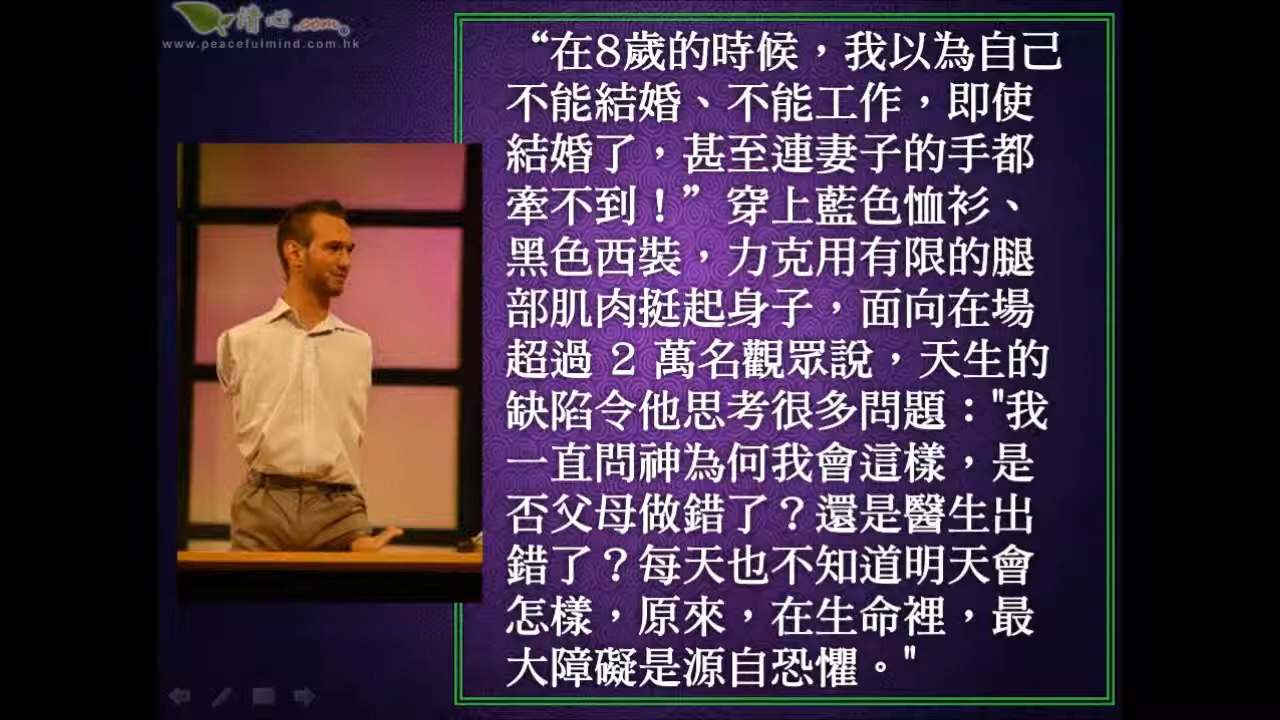 清心.com
www.peacefulmind.com.hk
“在8歲的時候，我以為自己
不能結婚、不能工作，即使
結婚了，甚至連妻子的手都
牽不到！”穿上藍色恤衫、
黑色西裝，力克用有限的腿
部肌肉挺起身子，面向在場
超過 2 萬名觀眾說，天生的
缺陷令他思考很多問題："我
一直問神為何我會這樣，是
否父母做錯了？還是醫生出
錯了？每天也不知道明天會
怎樣，原來，在生命裡，最
大障礙是源自恐懼。"